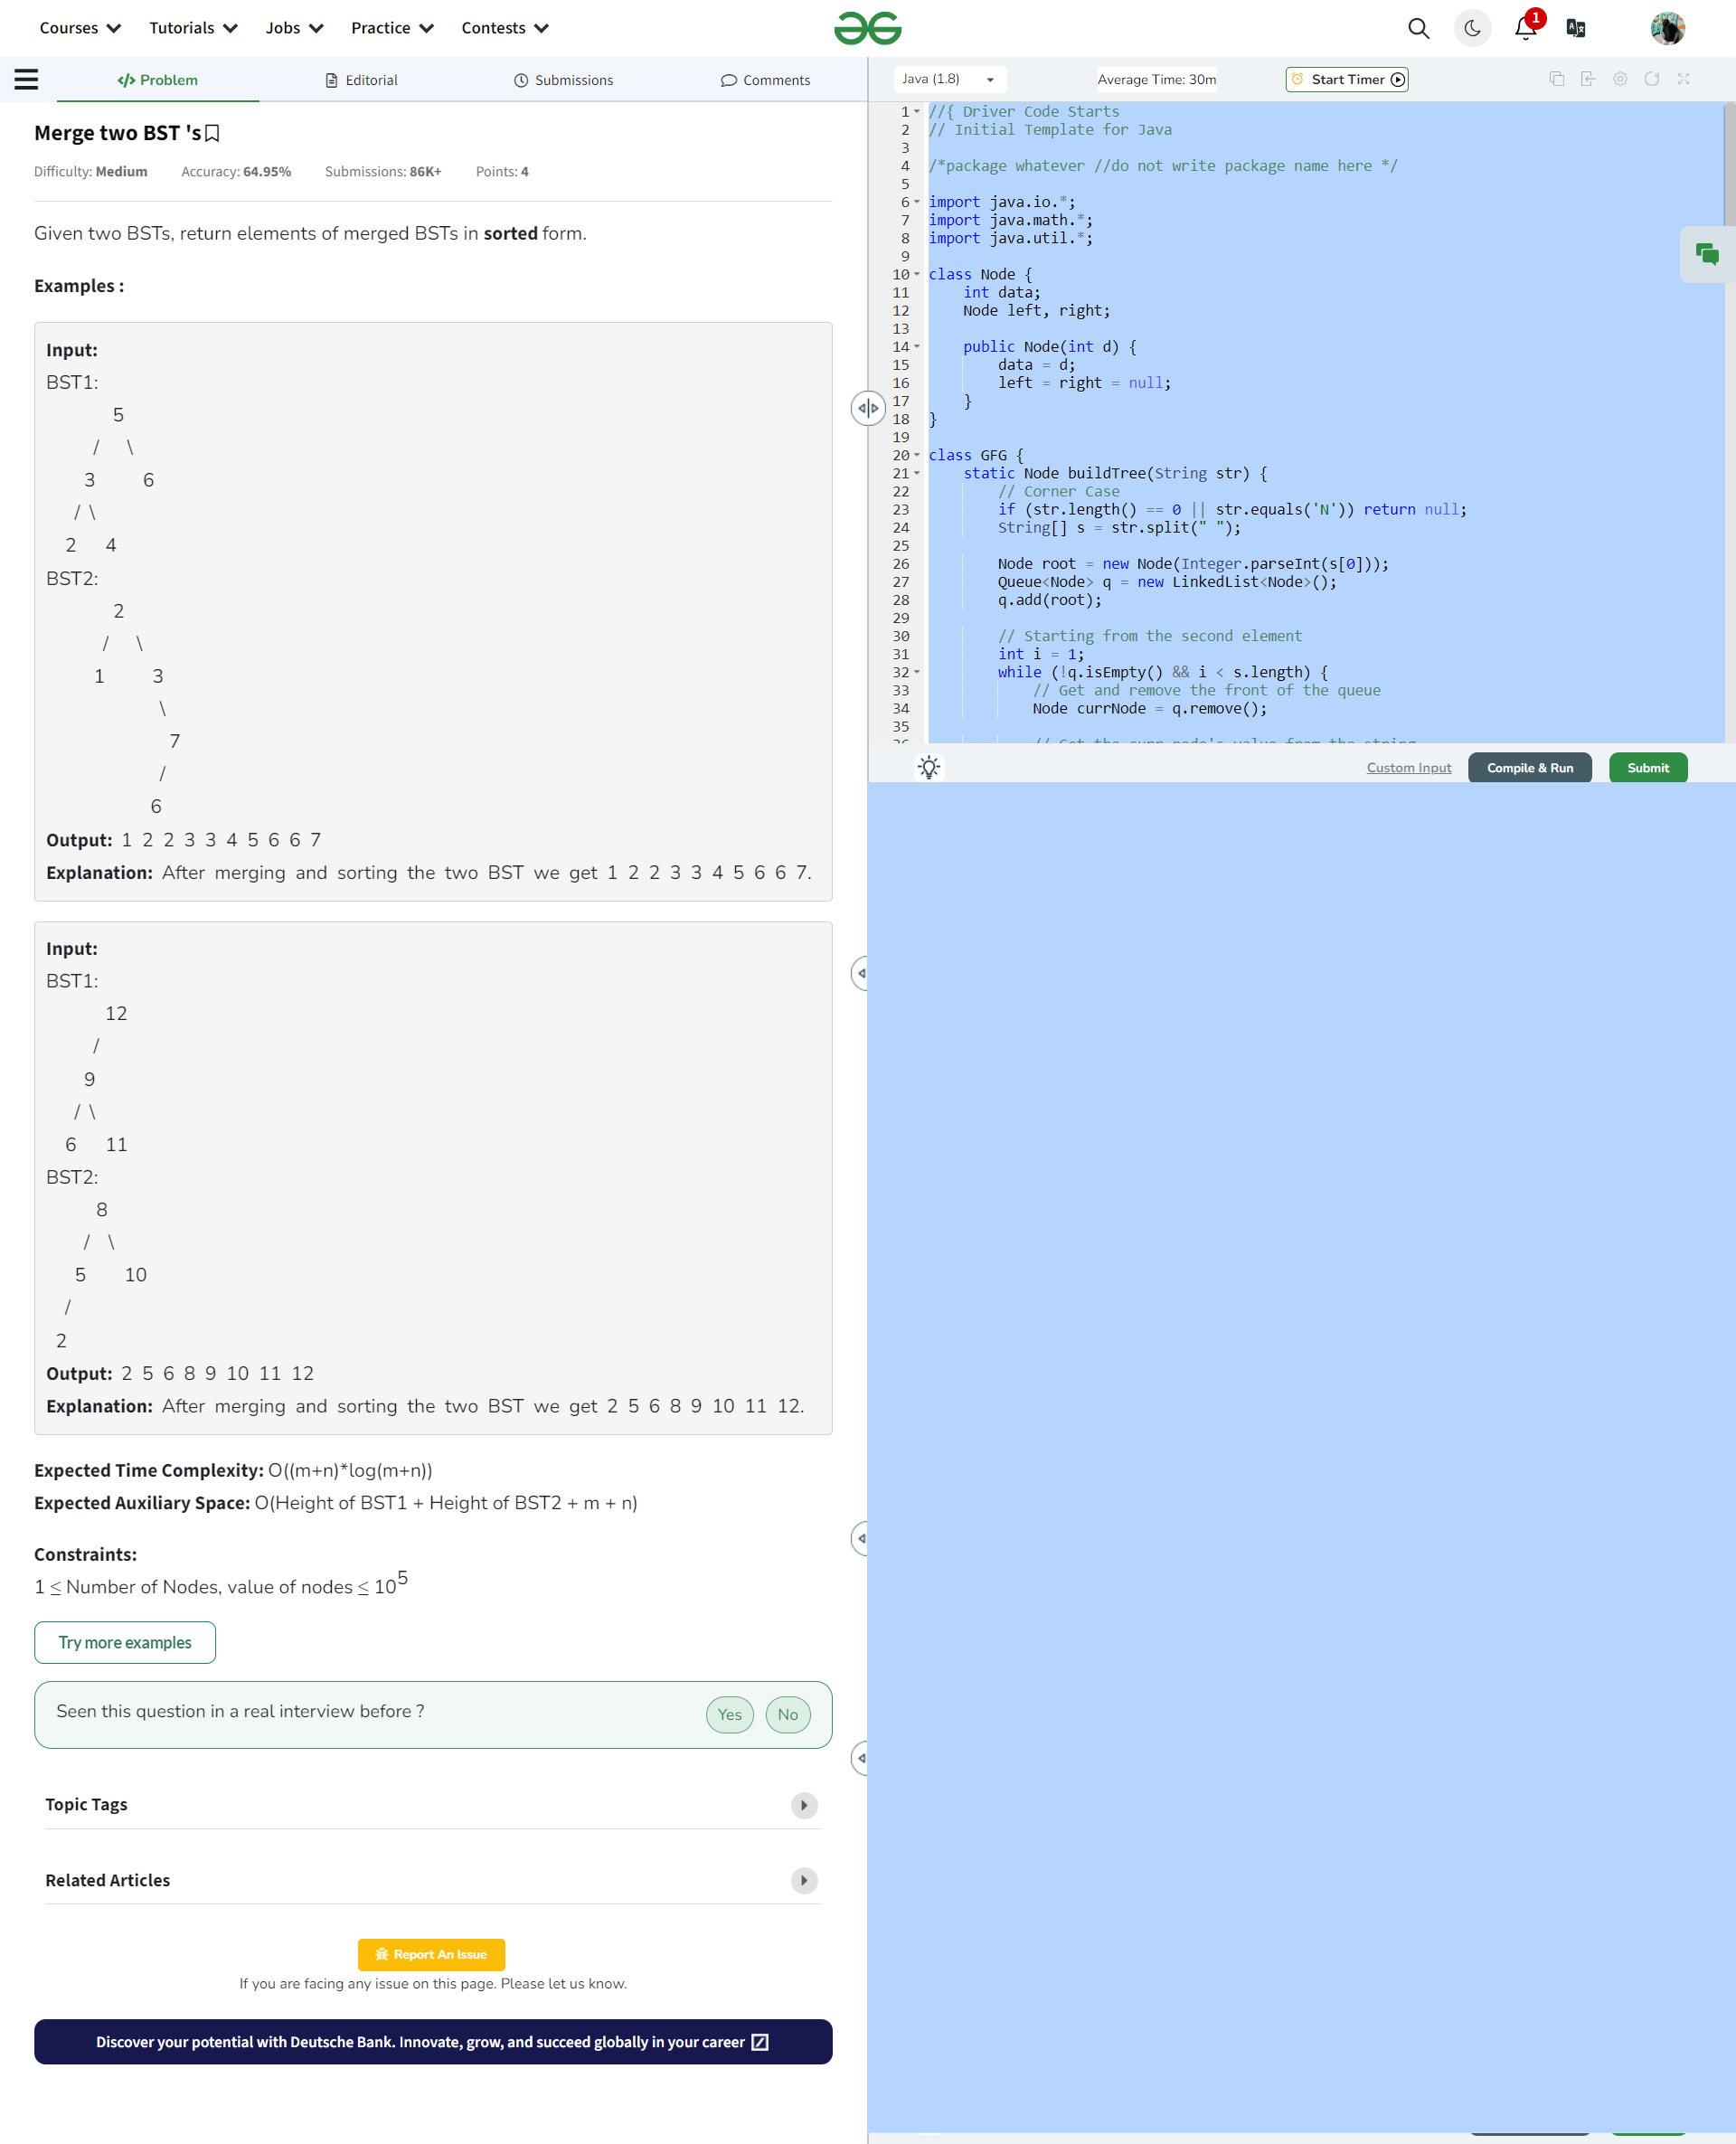 Courses Tutorials Jobs Practice Contests
1
Problem Editorial Submissions Comments
Merge two BST 's
Difficulty: Medium Accuracy: 64.95% Submissions: 86K+ Points: 4
Given two BSTs, return elements of merged BSTs in sorted form.
Examples :
Input:
BST1:
5
/ \
3 6
/ \
2 4
BST2:
2
/ \
1 3
\
7
/
6
Output: 1 2 2 3 3 4 5 6 6 7
Explanation: After merging and sorting the two BST we get 1 2 2 3 3 4 5 6 6 7.
Input:
BST1:
12
/
9
/ \
6 11
BST2:
8
/ \
5 10
/
2
Output: 2 5 6 8 9 10 11 12
Explanation: After merging and sorting the two BST we get 2 5 6 8 9 10 11 12.
Expected Time Complexity: O((m+n)*log(m+n))
Expected Auxiliary Space: O(Height of BST1 + Height of BST2 + m + n)
Constraints:
1 ≤ Number of Nodes, value of nodes ≤ 10^5
Try more examples
Seen this question in a real interview before ? Yes No
Topic Tags
Related Articles
Report An Issue
If you are facing any issue on this page. Please let us know.
Discover your potential with Deutsche Bank. Innovate, grow, and succeed globally in your career
Java (1.8) Average Time: 30m Start Timer
1 //{ Driver Code Starts
2 // Initial Template for Java
3
4 /*package whatever //do not write package name here */
5
6 import java.io.*;
7 import java.math.*;
8 import java.util.*;
9
10 class Node {
11     int data;
12     Node left, right;
13
14     public Node(int d) {
15         data = d;
16         left = right = null;
17     }
18 }
19
20 class GFG {
21     static Node buildTree(String str) {
22         // Corner Case
23         if (str.length() == 0 || str.equals('N')) return null;
24         String[] s = str.split(" ");
25
26         Node root = new Node(Integer.parseInt(s[0]));
27         Queue<Node> q = new LinkedList<Node>();
28         q.add(root);
29
30         // Starting from the second element
31         int i = 1;
32         while (!q.isEmpty() && i < s.length) {
33             // Get and remove the front of the queue
34             Node currNode = q.remove();
35
36             // Get the curr node's value from the string
Custom Input Compile & Run Submit